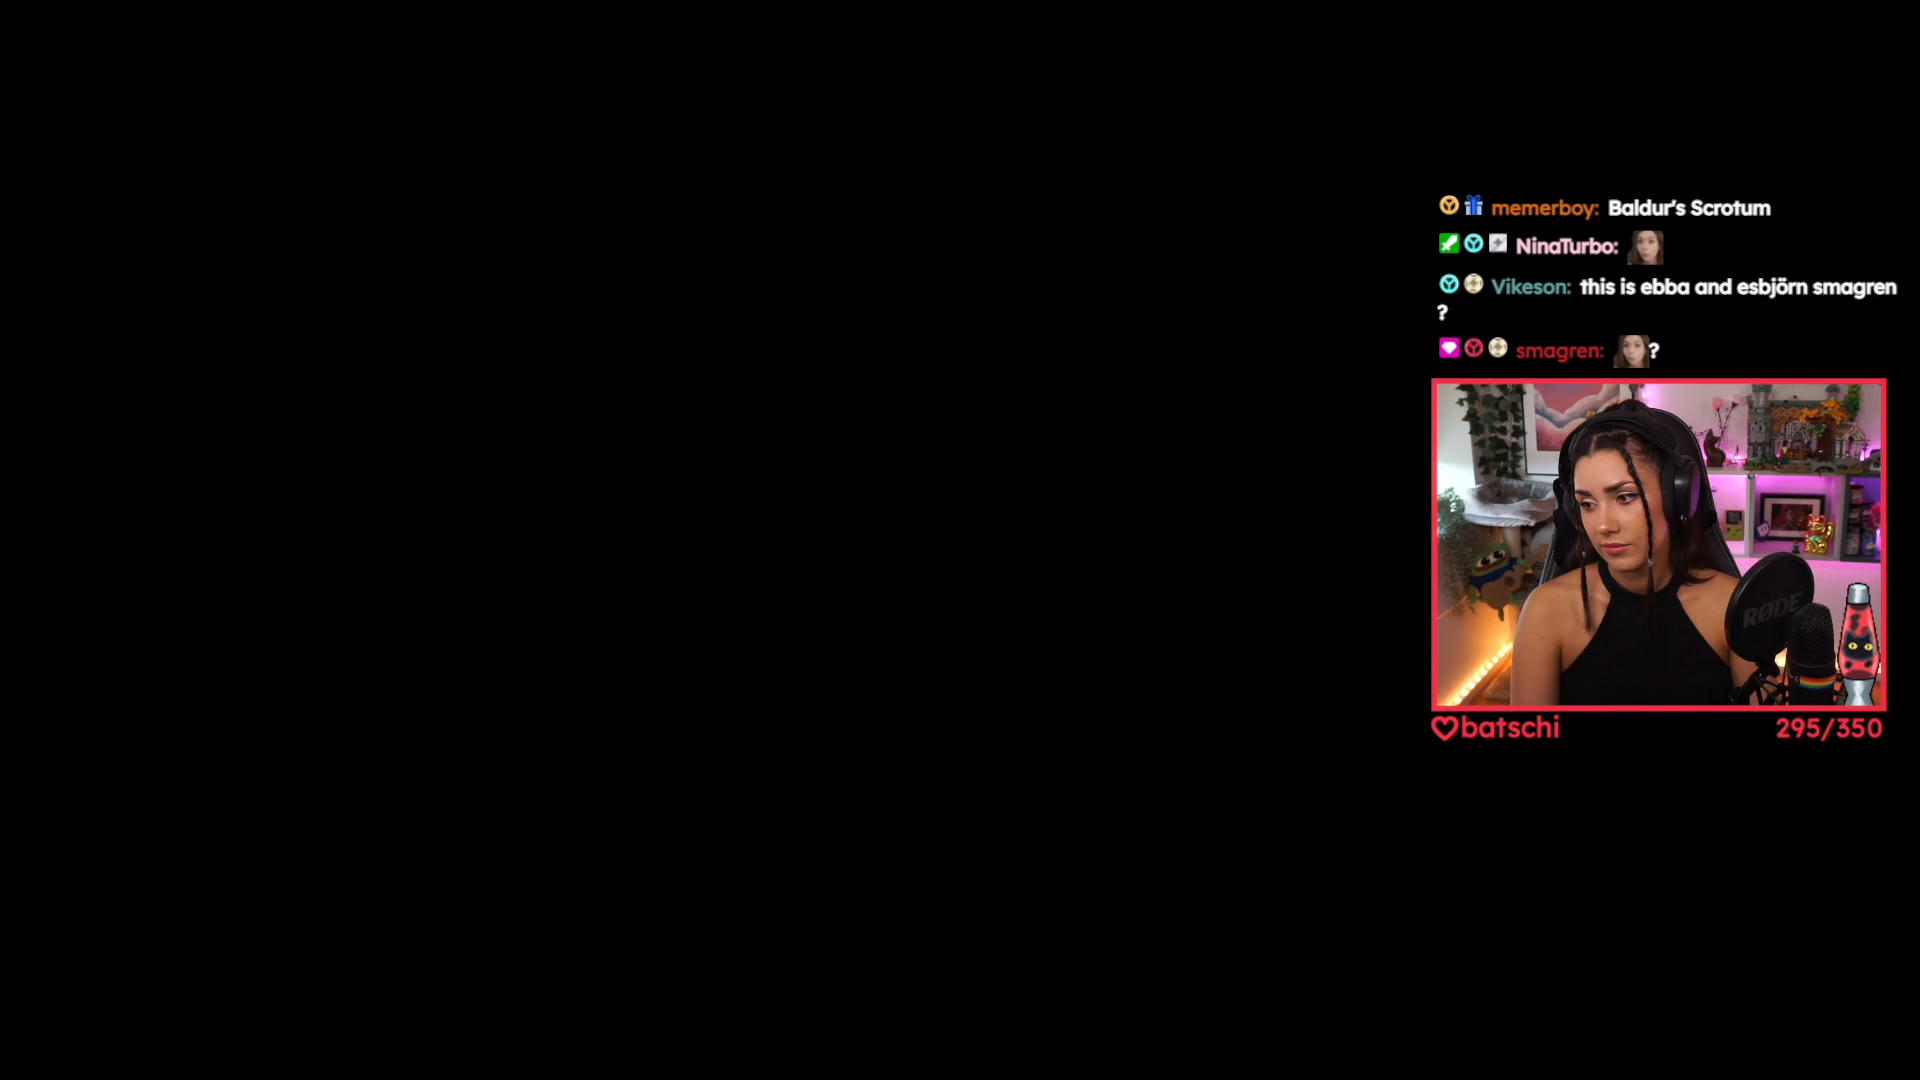 memerboy: Baldur's Scrotum
NinaTurbo:
Vikeson: this is ebba and esbjörn smagren
?
smagren: ?
RØDE
batschi 295/350